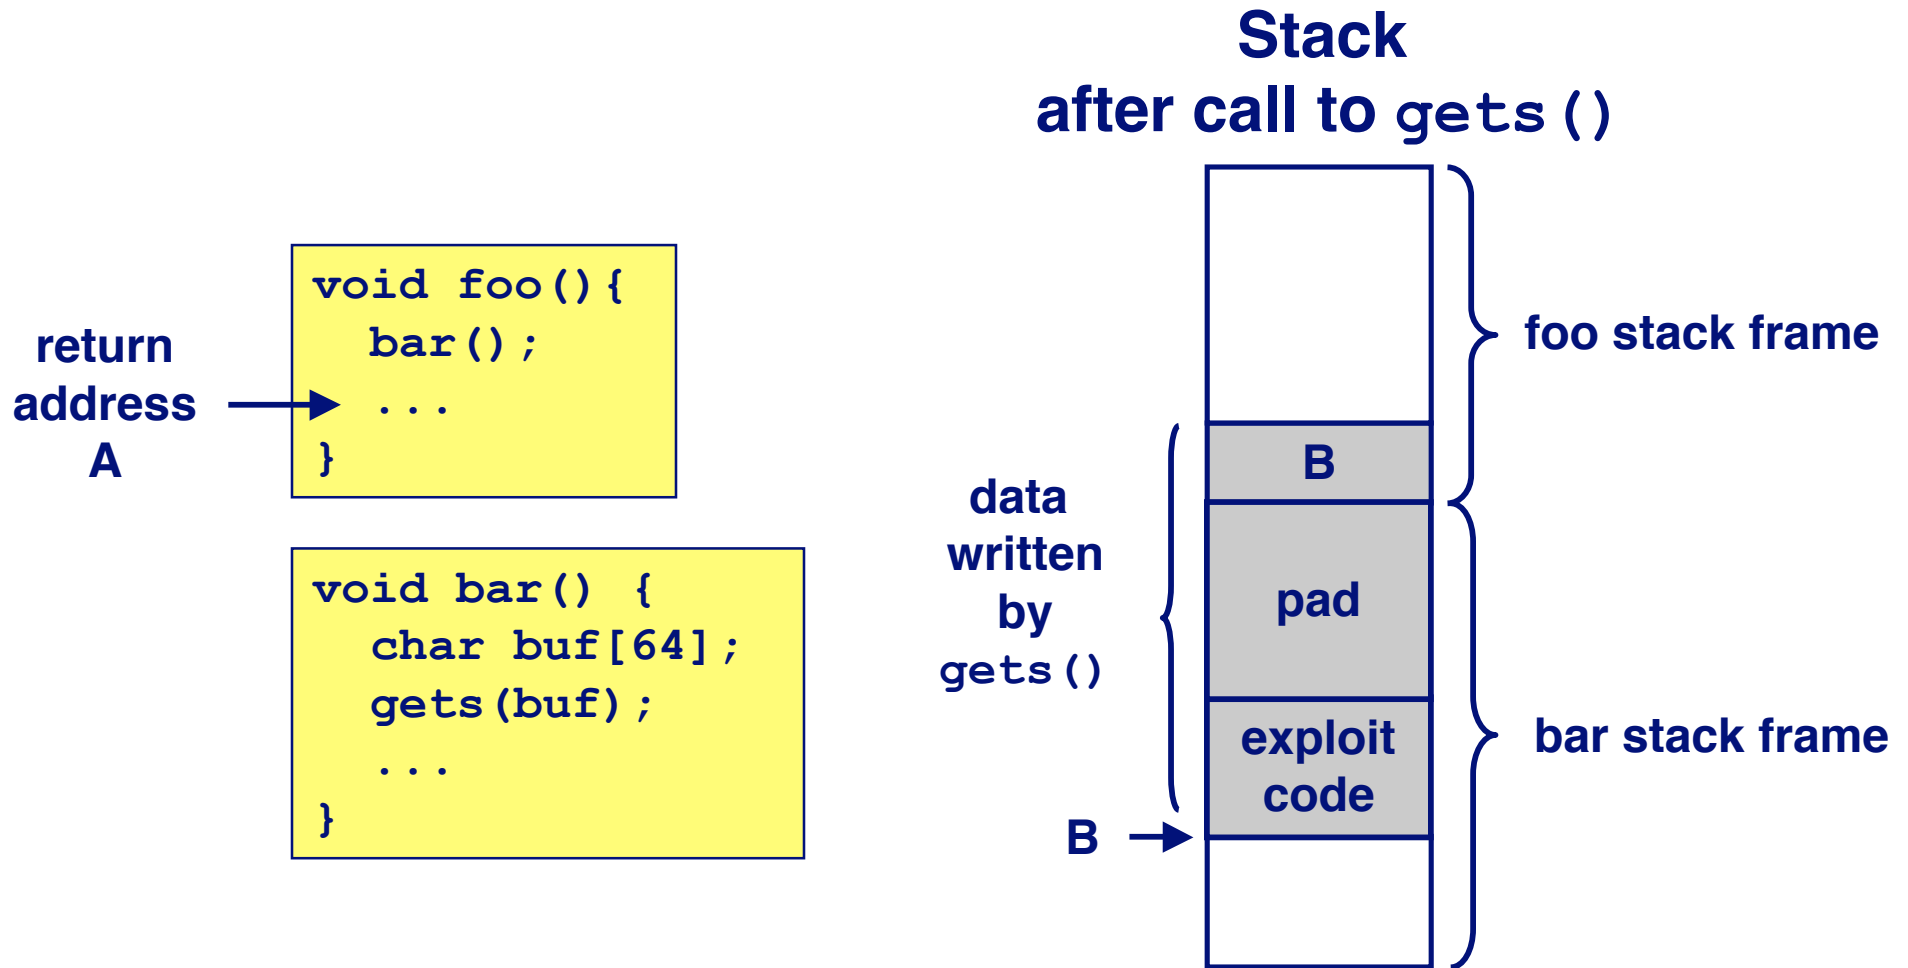 Stack
after call to gets()
return
address
A
void foo(){
  bar();
  ...
}
void bar() {
  char buf[64];
  gets(buf);
  ...
}
data
written
by
gets()
B
B
pad
exploit
code
foo stack frame
bar stack frame